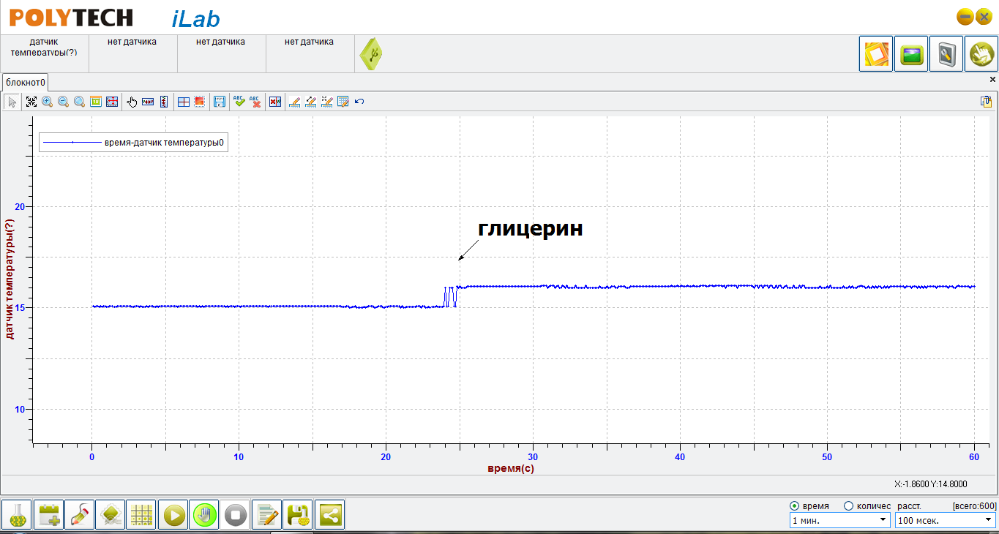 POLYTECH iLab
датчик температуры(?)
нет датчика
нет датчика
нет датчика
блокнот0
время-датчик температуры0
глицерин
датчик температуры(?)
20
15
10
0 10 20 30 40 50 60
время(с)
X:-1.8600 Y:14.8000
время количес расст. [всего:600]
1 мин. 100 мсек.